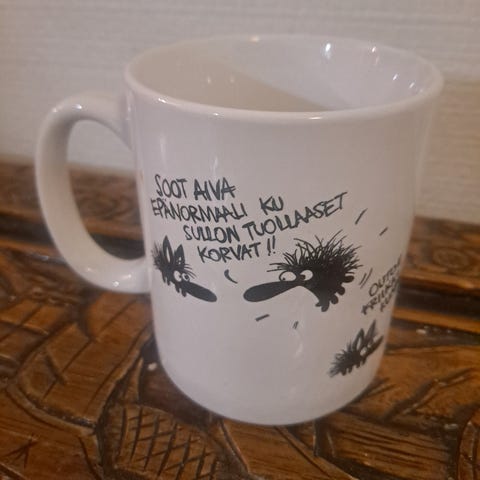 SOOT AIVA
EPÄNORMAALI KU
SULLON TUOLLAASET
KORVAT!!